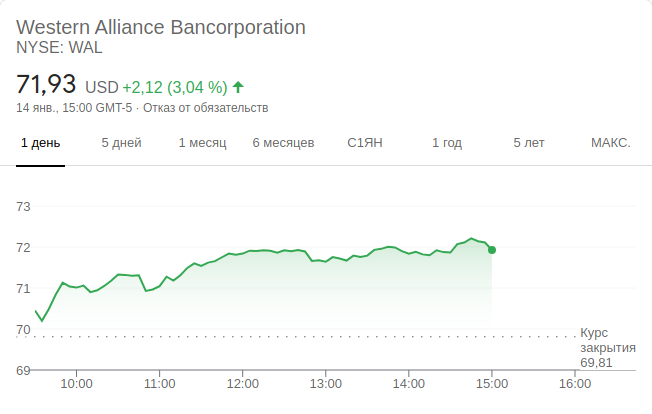 Western Alliance Bancorporation
NYSE: WAL
71,93 USD +2,12 (3,04 %)
14 янв., 15:00 GMT-5 · Отказ от обязательств
1 день 5 дней 1 месяц 6 месяцев С1ЯН 1 год 5 лет МАКС.
73
72
71
70
Курс
закрытия
69,81
69
10:00 11:00 12:00 13:00 14:00 15:00 16:00